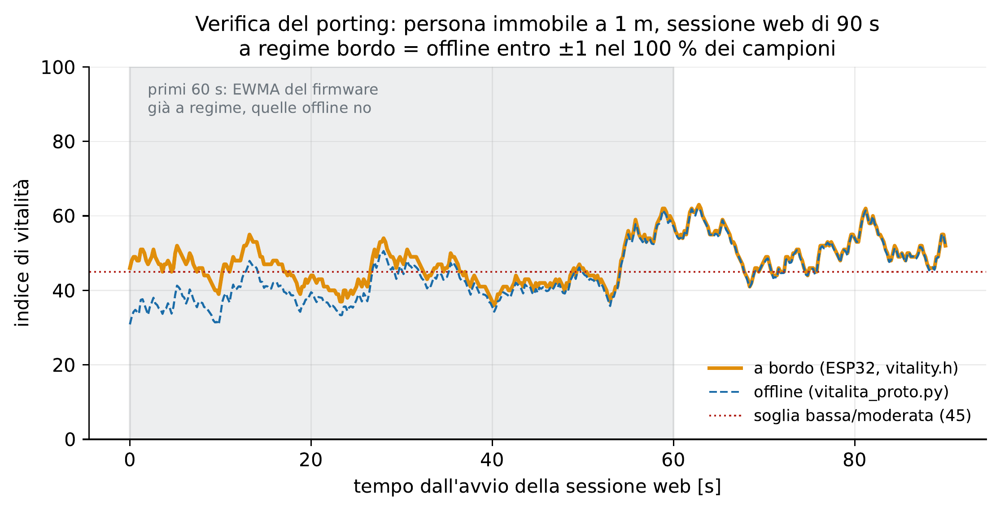 Verifica del porting: persona immobile a 1 m, sessione web di 90 s
a regime bordo = offline entro ±1 nel 100 % dei campioni
primi 60 s: EWMA del firmware
già a regime, quelle offline no
indice di vitalità
100
80
60
40
20
0
a bordo (ESP32, vitality.h)
offline (vitalita_proto.py)
soglia bassa/moderata (45)
0
20
40
60
80
tempo dall'avvio della sessione web [s]